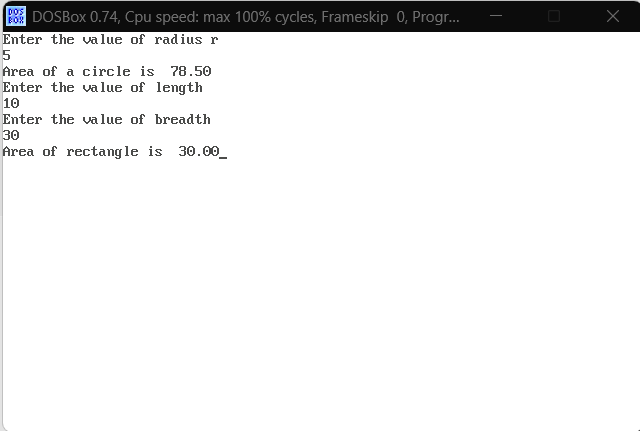 DOS
BOX
DOSBox 0.74, Cpu speed: max 100% cycles, Frameskip  0, Progr...
Enter the value of radius r
5
Area of a circle is  78.50
Enter the value of length
10
Enter the value of breadth
30
Area of rectangle is  30.00_